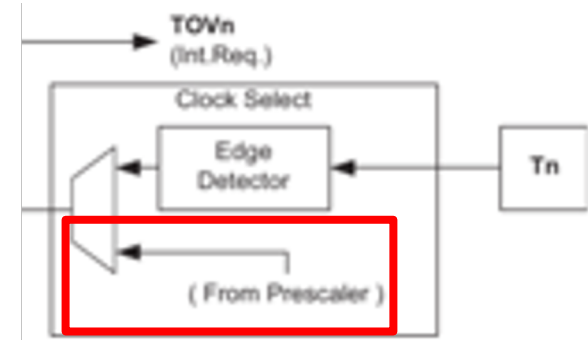 TOVn
(Int.Req.)
Clock Select
Edge
Detector
Tn
( From Prescaler )